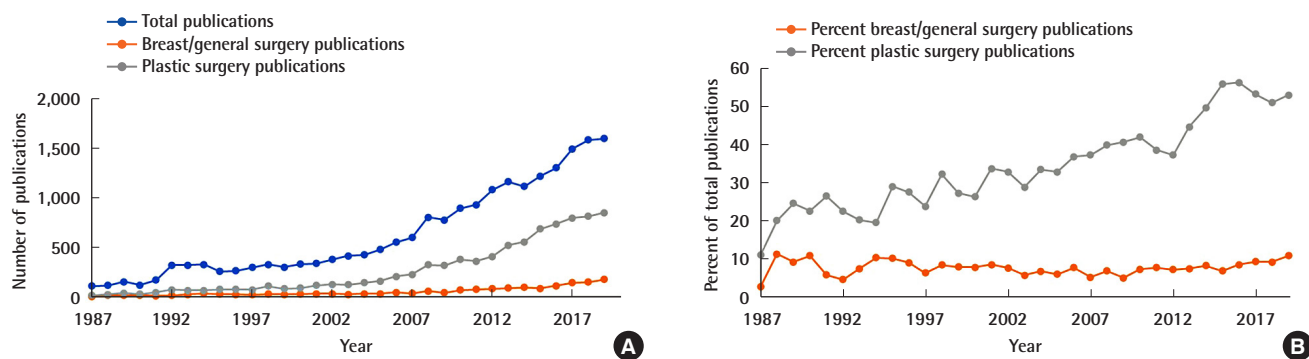 Total publications
Breast/general surgery publications
Plastic surgery publications
Number of publications
2,000
1,500
1,000
500
0
1987 1992 1997 2002 2007 2012 2017
Year
A
Percent breast/general surgery publications
Percent plastic surgery publications
Percent of total publications
60
50
40
30
20
10
0
1987 1992 1997 2002 2007 2012 2017
Year
B